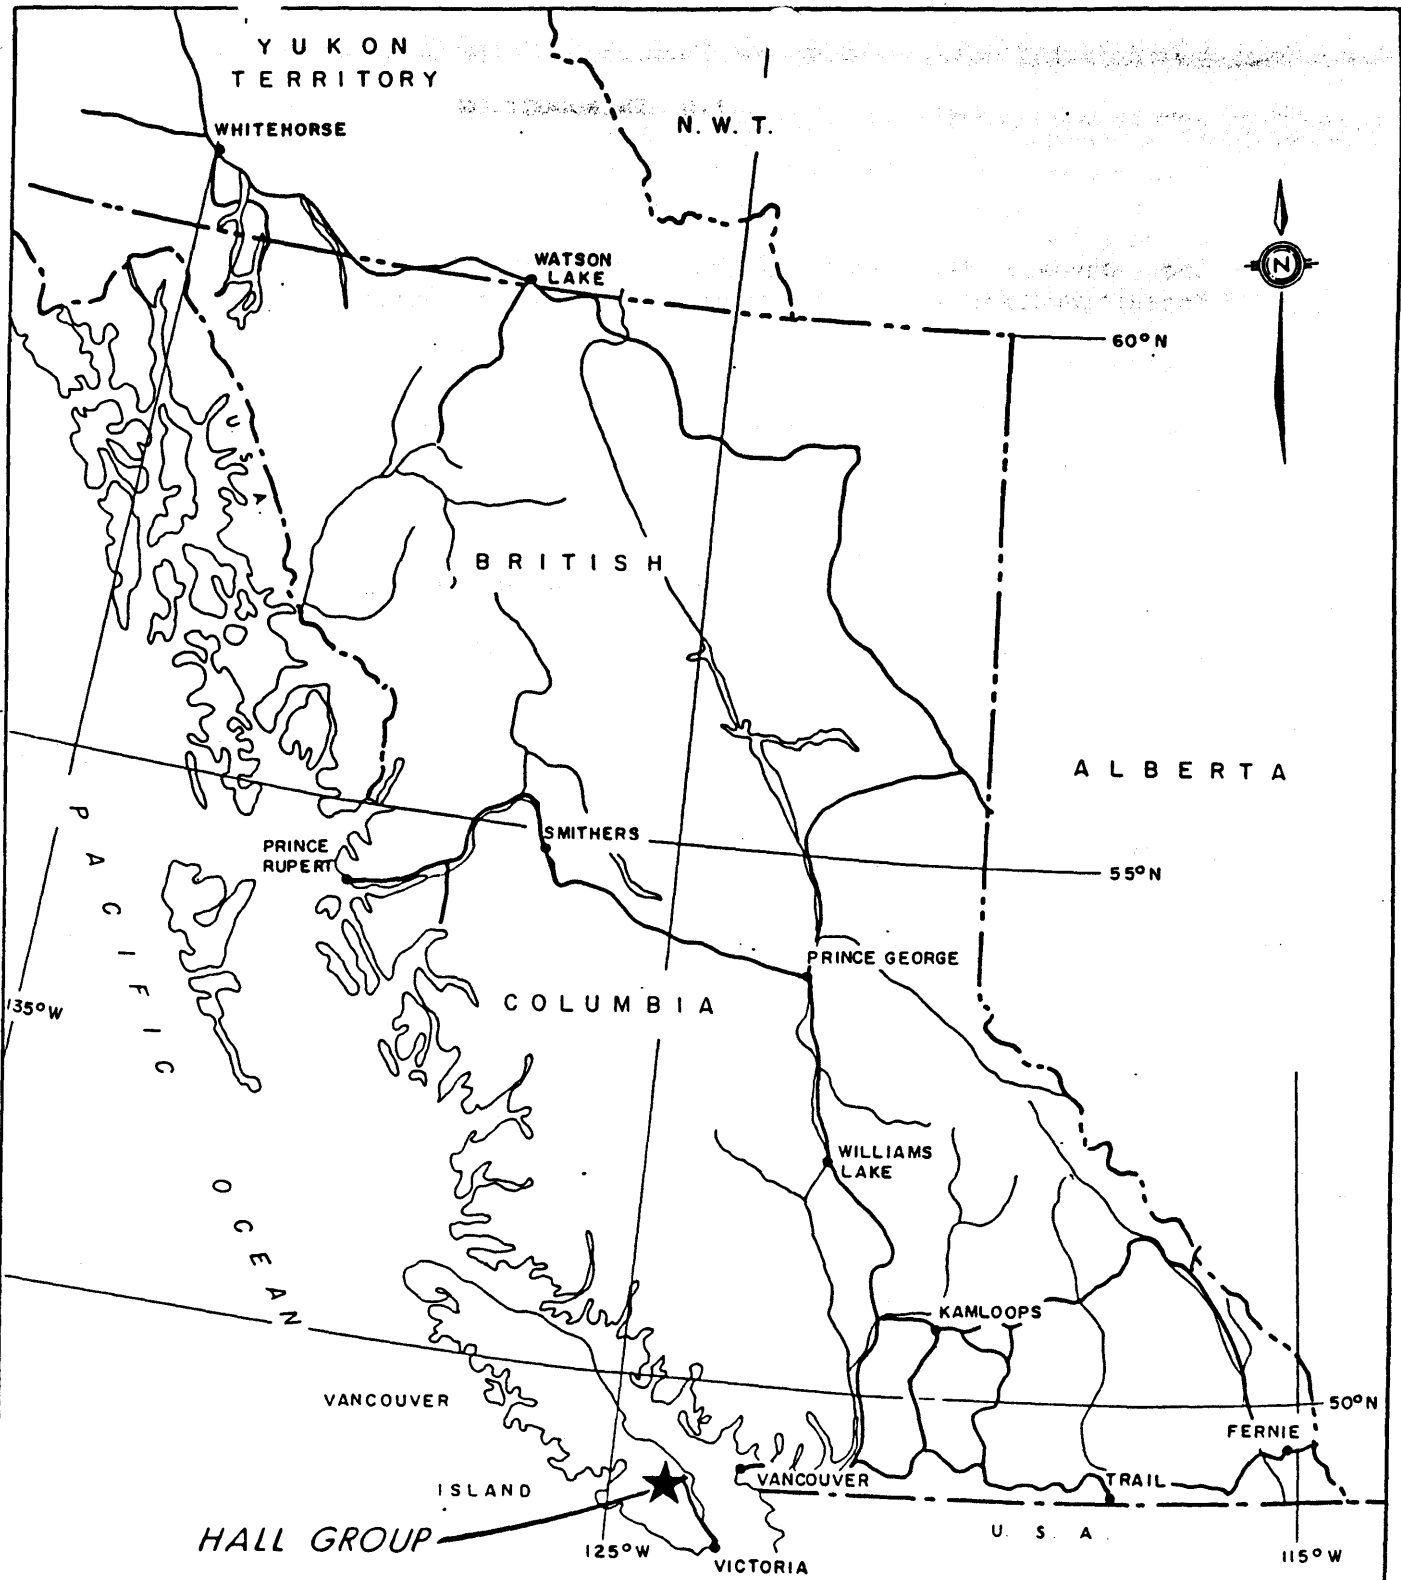 YUKON
TERRITORY
WHITEHORSE
N. W. T.
WATSON
LAKE
N
60°N
U S A
BRITISH
ALBERTA
SMITHERS
PRINCE
RUPERT
55°N
PACIFIC
PRINCE GEORGE
COLUMBIA
135°W
WILLIAMS
LAKE
OCEAN
KAMLOOPS
VANCOUVER
50°N
FERNIE
VANCOUVER
TRAIL
ISLAND
HALL GROUP
U. S. A.
125°W
VICTORIA
115°W